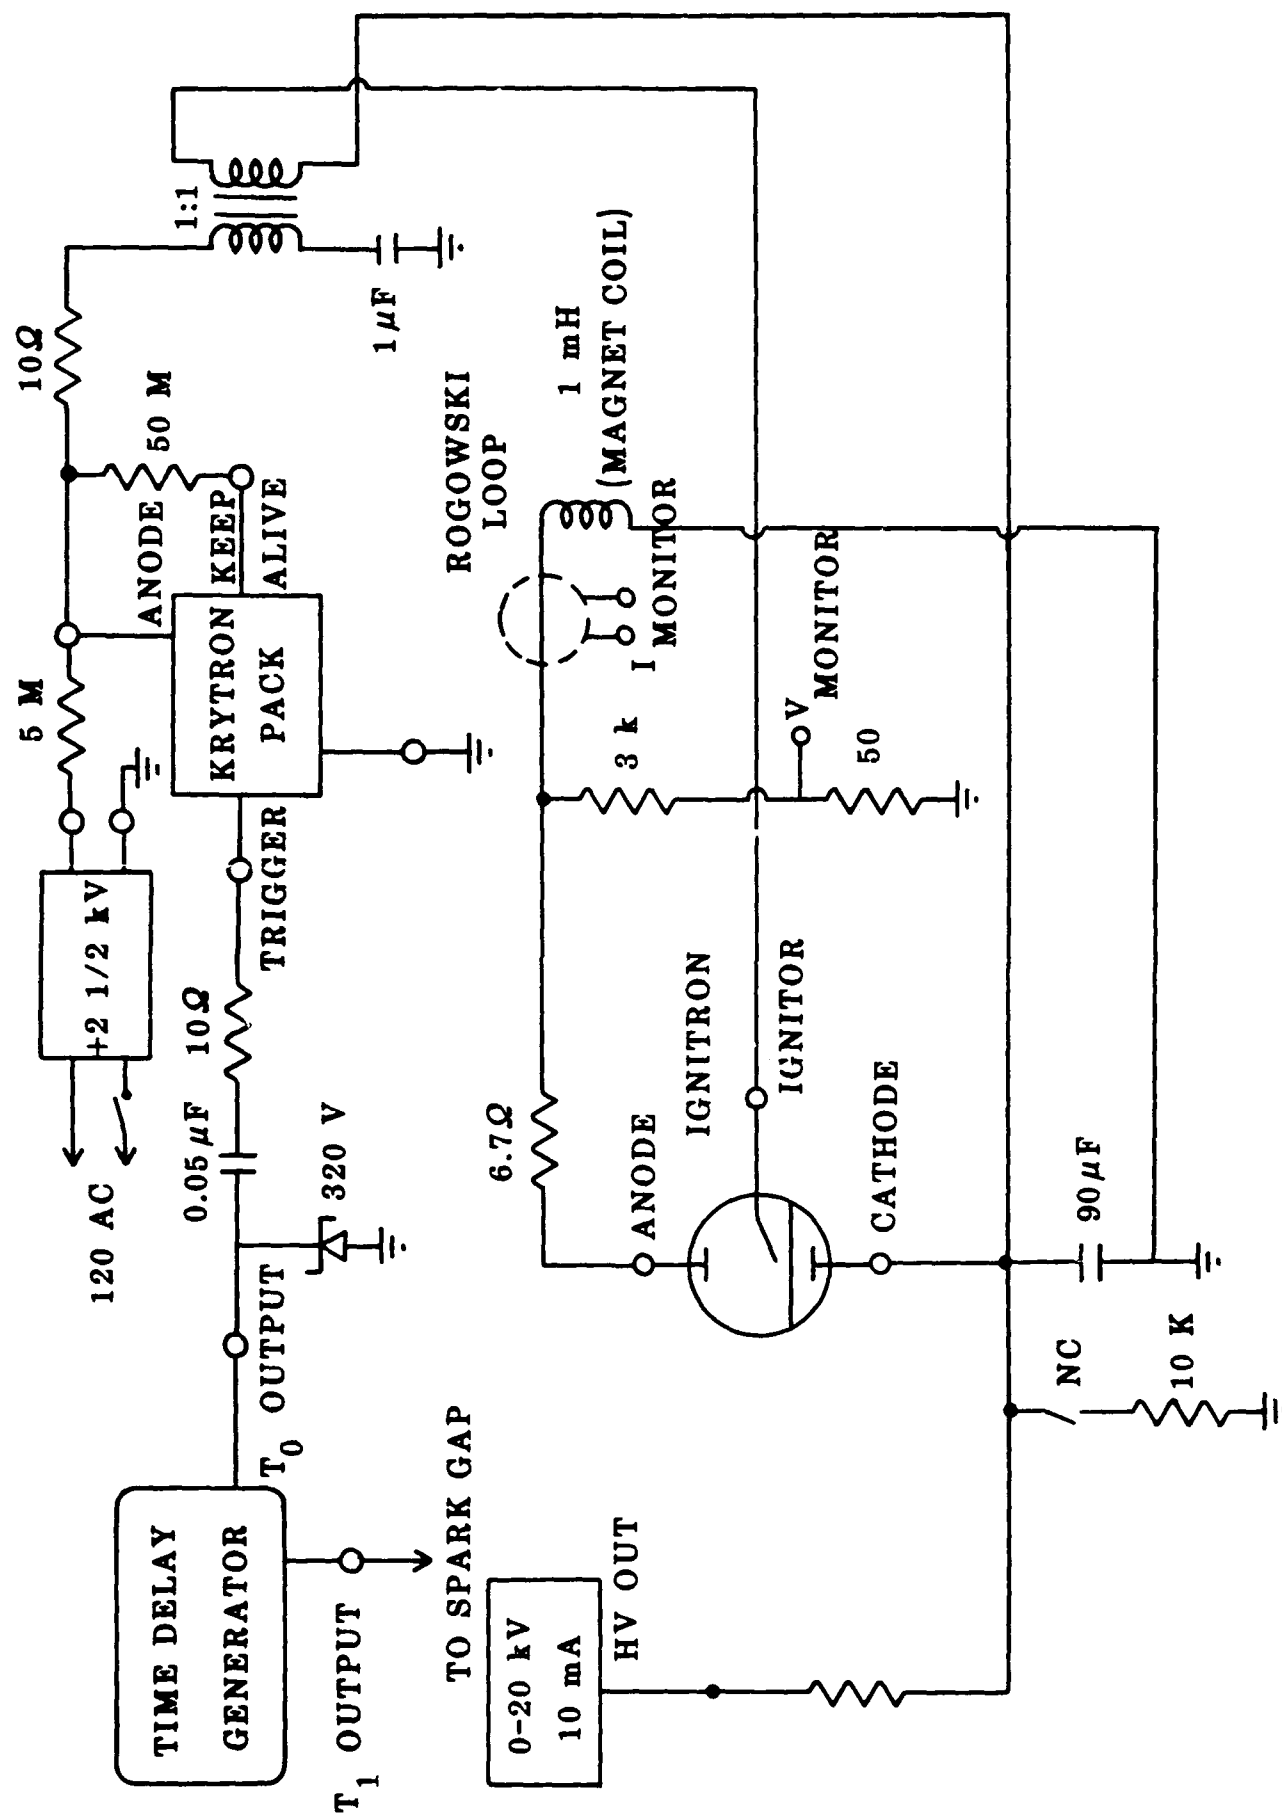 120 AC
+2 1/2 kV
5 M
10Ω
1:1
50 M
ANODE
KEEP
ALIVE
KRYTRON
PACK
TRIGGER
10Ω
0.05 µF
320 V
T0 OUTPUT
TIME DELAY
GENERATOR
T1 OUTPUT
TO SPARK GAP
1 µF
ROGOWSKI
LOOP
1 mH
(MAGNET COIL)
I MONITOR
3 k
V MONITOR
50
6.7Ω
ANODE
IGNITRON
IGNITOR
CATHODE
90 µF
NC
10 K
0-20 kV
10 mA
HV OUT